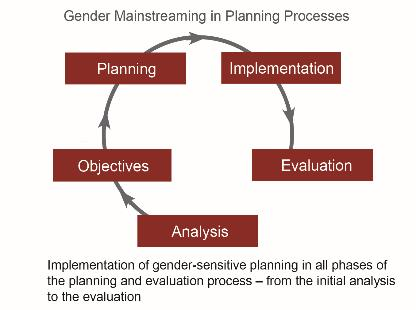 Gender Mainstreaming in Planning Processes
Planning
Implementation
Objectives
Evaluation
Analysis
Implementation of gender-sensitive planning in all phases of
the planning and evaluation process – from the initial analysis
to the evaluation